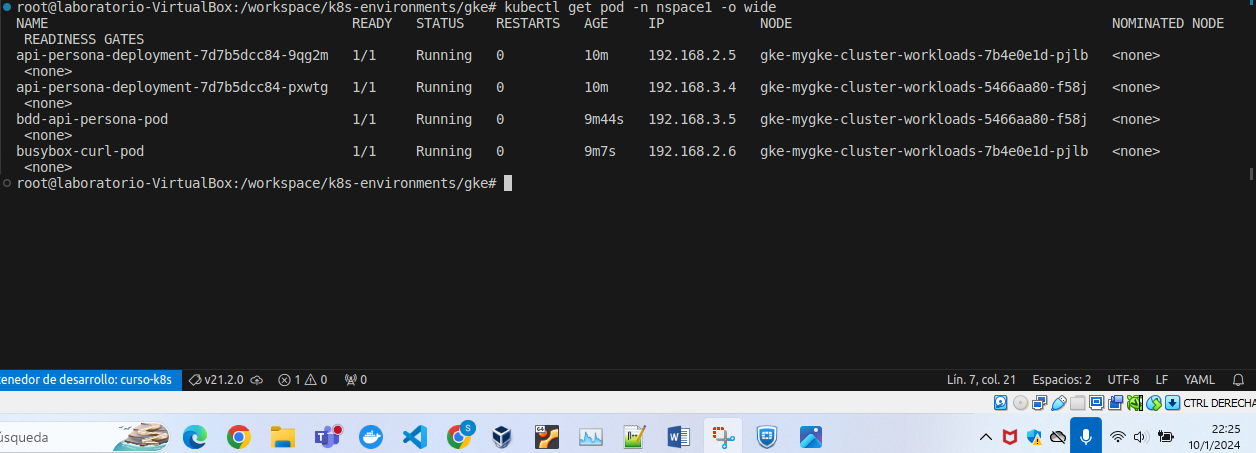 root@laboratorio-VirtualBox:/workspace/k8s-environments/gke# kubectl get pod -n nspace1 -o wide
NAME READY STATUS RESTARTS AGE IP NODE NOMINATED NODE
READINESS GATES
api-persona-deployment-7d7b5dcc84-9qg2m 1/1 Running 0 10m 192.168.2.5 gke-mygke-cluster-workloads-7b4e0e1d-pjlb <none>
<none>
api-persona-deployment-7d7b5dcc84-pxwtg 1/1 Running 0 10m 192.168.3.4 gke-mygke-cluster-workloads-5466aa80-f58j <none>
<none>
bdd-api-persona-pod 1/1 Running 0 9m44s 192.168.3.5 gke-mygke-cluster-workloads-5466aa80-f58j <none>
<none>
busybox-curl-pod 1/1 Running 0 9m7s 192.168.2.6 gke-mygke-cluster-workloads-7b4e0e1d-pjlb <none>
<none>
root@laboratorio-VirtualBox:/workspace/k8s-environments/gke#
tenedor de desarrollo: curso-k8s v21.2.0 1 0 0 Lín. 7, col. 21 Espacios: 2 UTF-8 LF YAML
CTRL DERECHA
úsqueda S 64 22:25
10/1/2024